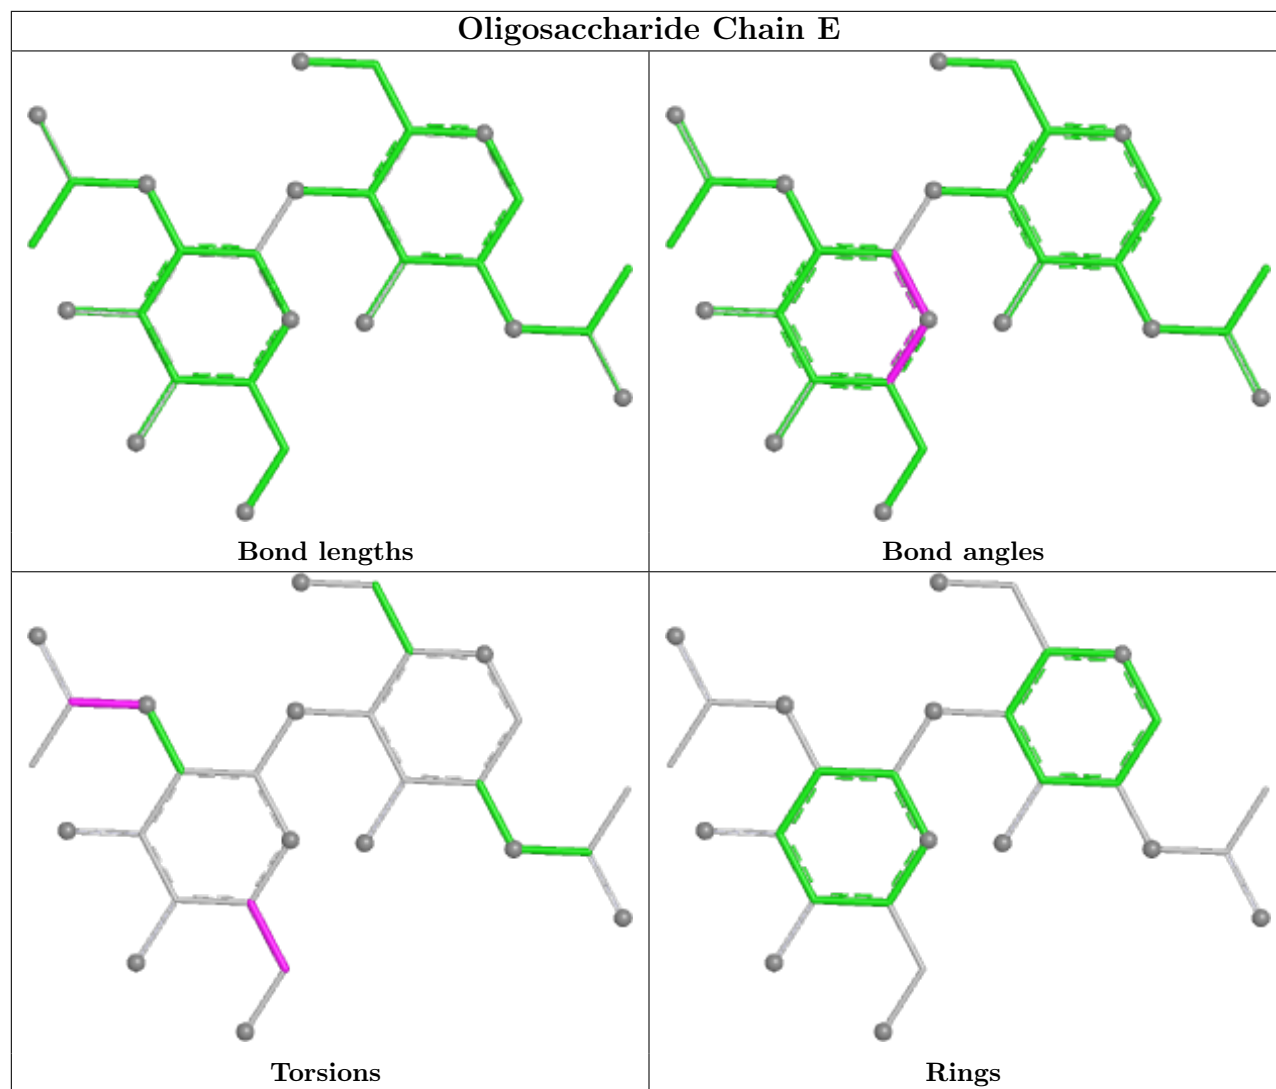 Oligosaccharide Chain E
Bond lengths
Bond angles
Torsions
Rings